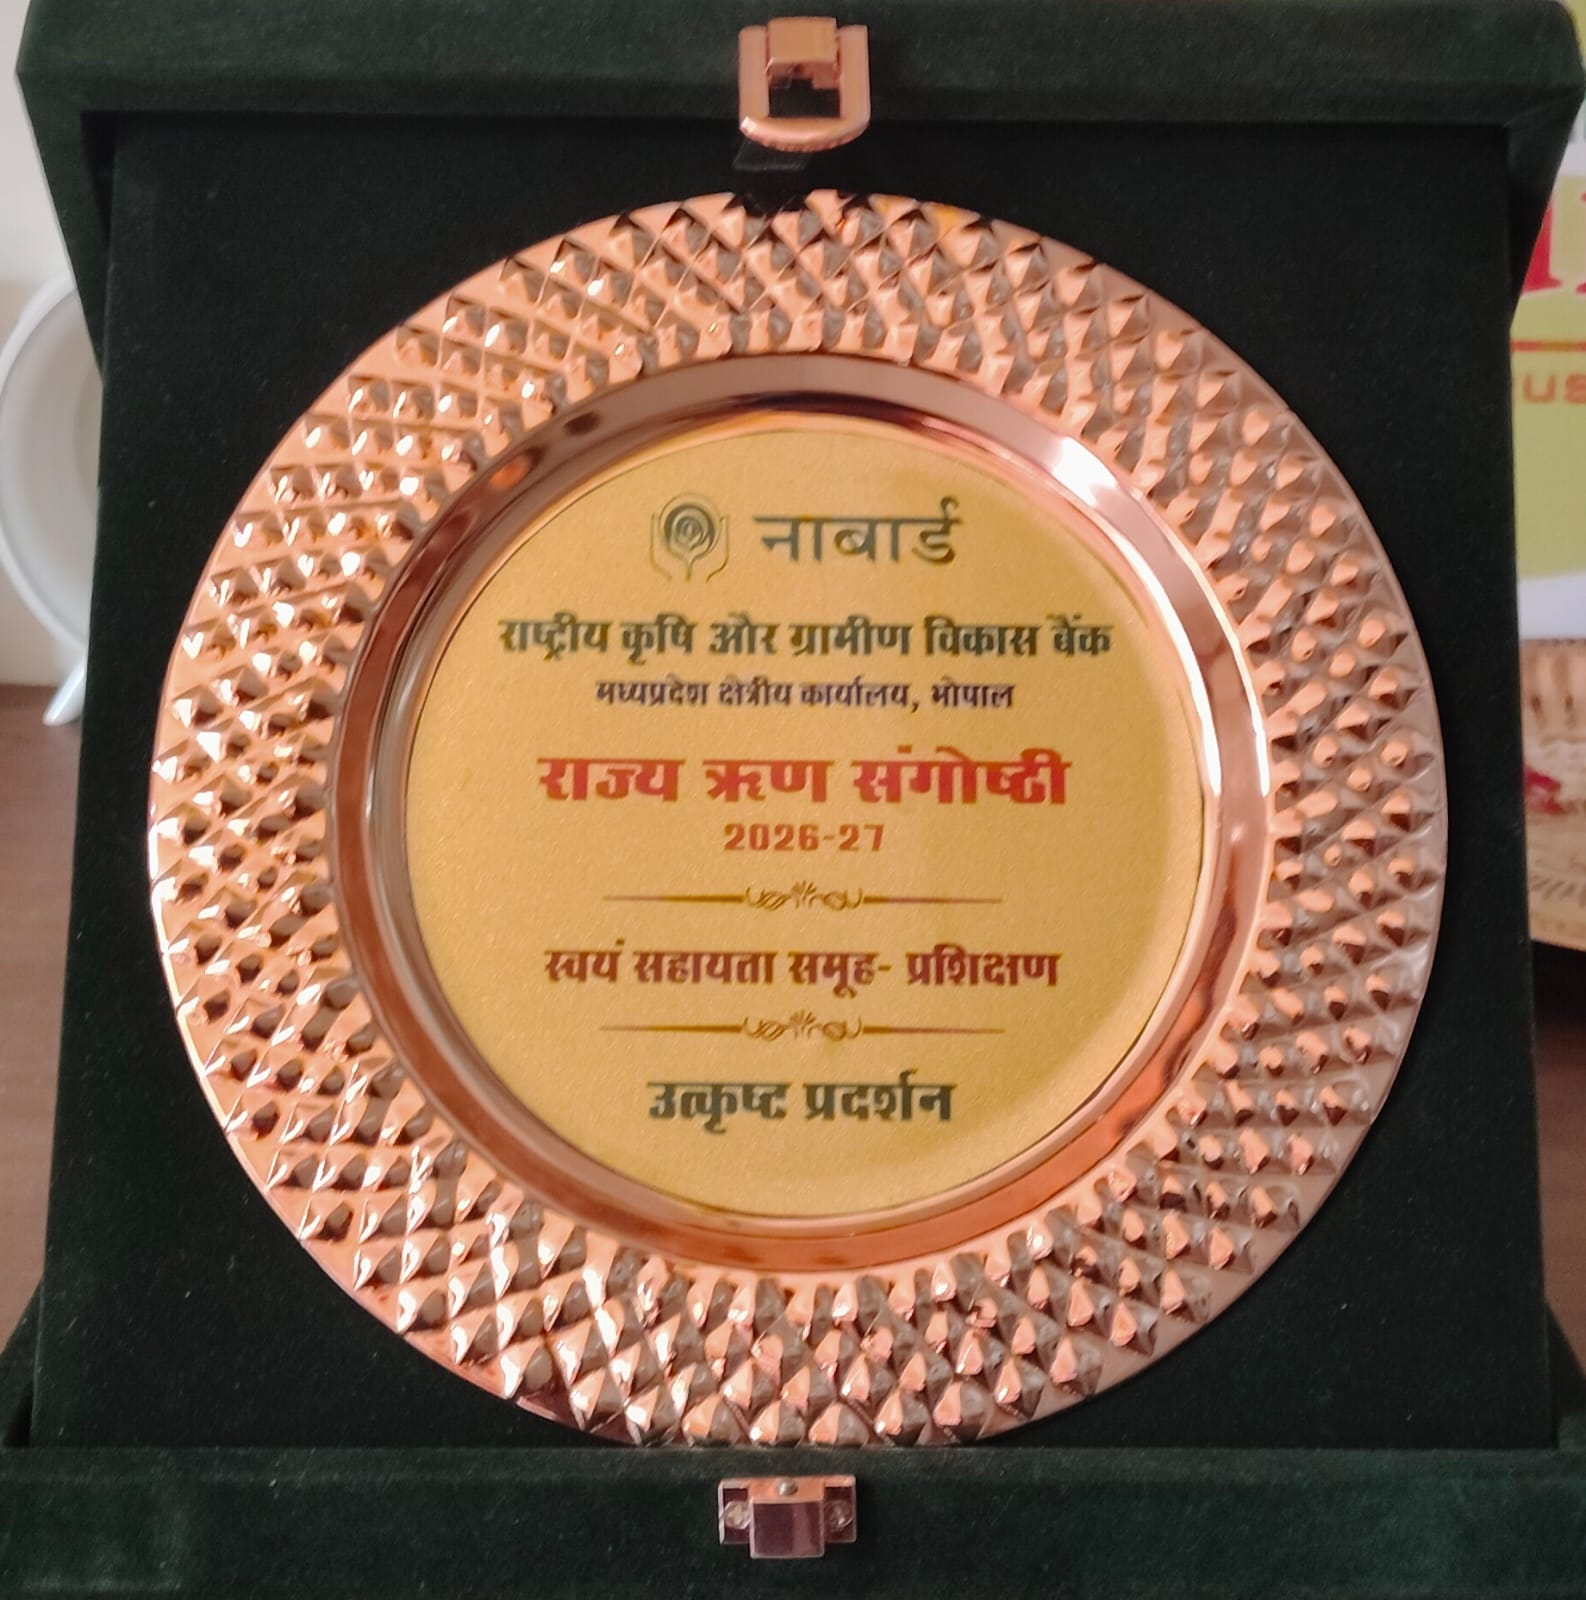 नाबार्ड
राष्ट्रीय कृषि और ग्रामीण विकास बैंक
मध्यप्रदेश क्षेत्रीय कार्यालय, भोपाल
राज्य ऋण संगोष्ठी
2026-27
स्वयं सहायता समूह- प्रशिक्षण
उत्कृष्ट प्रदर्शन